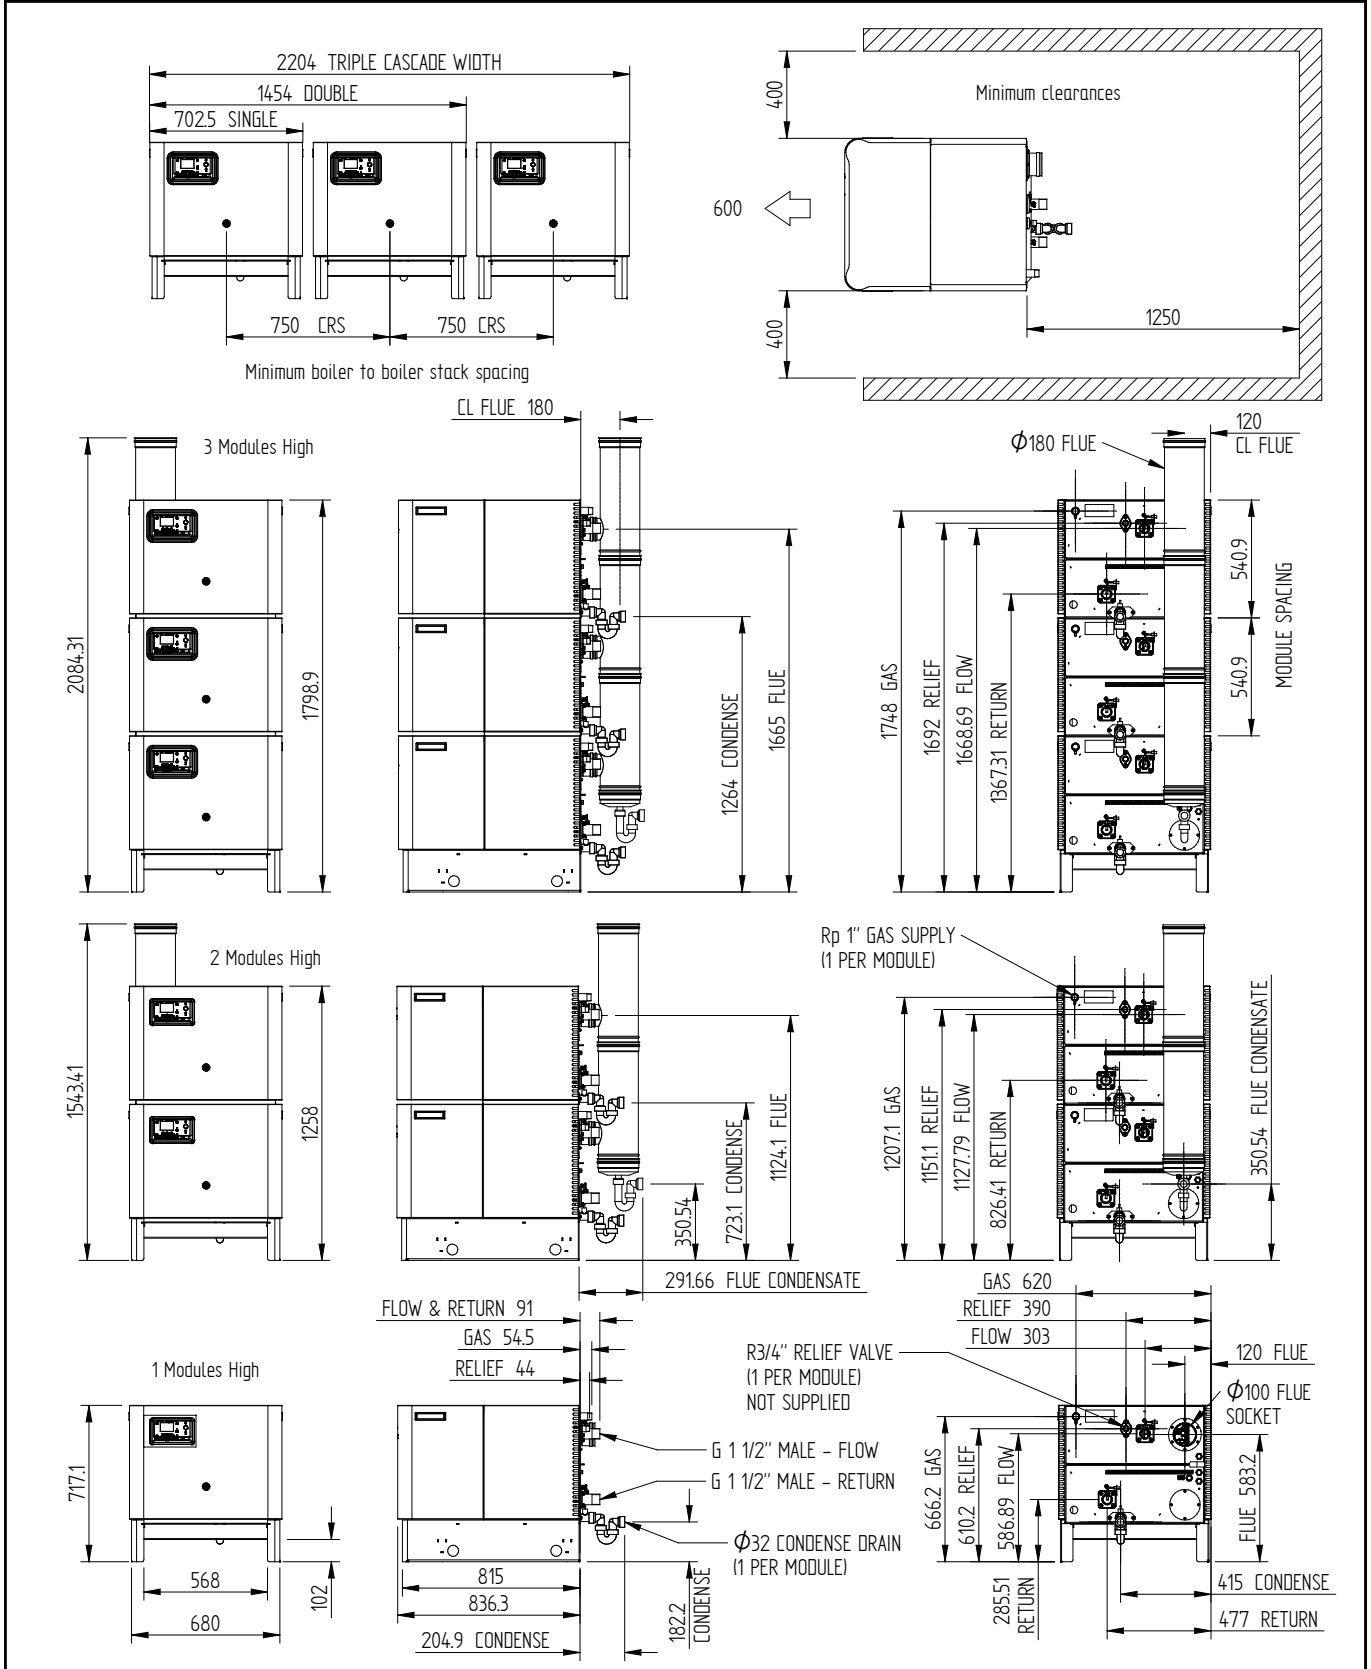 2204 TRIPLE CASCADE WIDTH
1454 DOUBLE
702.5 SINGLE
750 CRS
750 CRS
Minimum boiler to boiler stack spacing
400
Minimum clearances
600
1250
400
CL FLUE 180
3 Modules High
2084.31
1798.9
1665 FLUE
1264 CONDENSE
Φ180 FLUE
120
CL FLUE
540.9
540.9
MODULE SPACING
1748 GAS
1692 RELIEF
1668.69 FLOW
1367.31 RETURN
2 Modules High
1543.41
1258
1124.1 FLUE
723.1 CONDENSE
350.54
291.66 FLUE CONDENSATE
Rp 1" GAS SUPPLY
(1 PER MODULE)
1207.1 GAS
1151.1 RELIEF
1127.79 FLOW
826.41 RETURN
350.54 FLUE CONDENSATE
FLOW & RETURN 91
GAS 54.5
RELIEF 44
1 Modules High
717.1
102
568
680
815
836.3
204.9 CONDENSE
182.2
CONDENSE
R3/4" RELIEF VALVE
(1 PER MODULE)
NOT SUPPLIED
G 1 1/2" MALE - FLOW
G 1 1/2" MALE - RETURN
Φ32 CONDENSE DRAIN
(1 PER MODULE)
GAS 620
RELIEF 390
FLOW 303
120 FLUE
Φ100 FLUE
SOCKET
666.2 GAS
610.2 RELIEF
586.89 FLOW
285.51
RETURN
FLUE 583.2
415 CONDENSE
477 RETURN